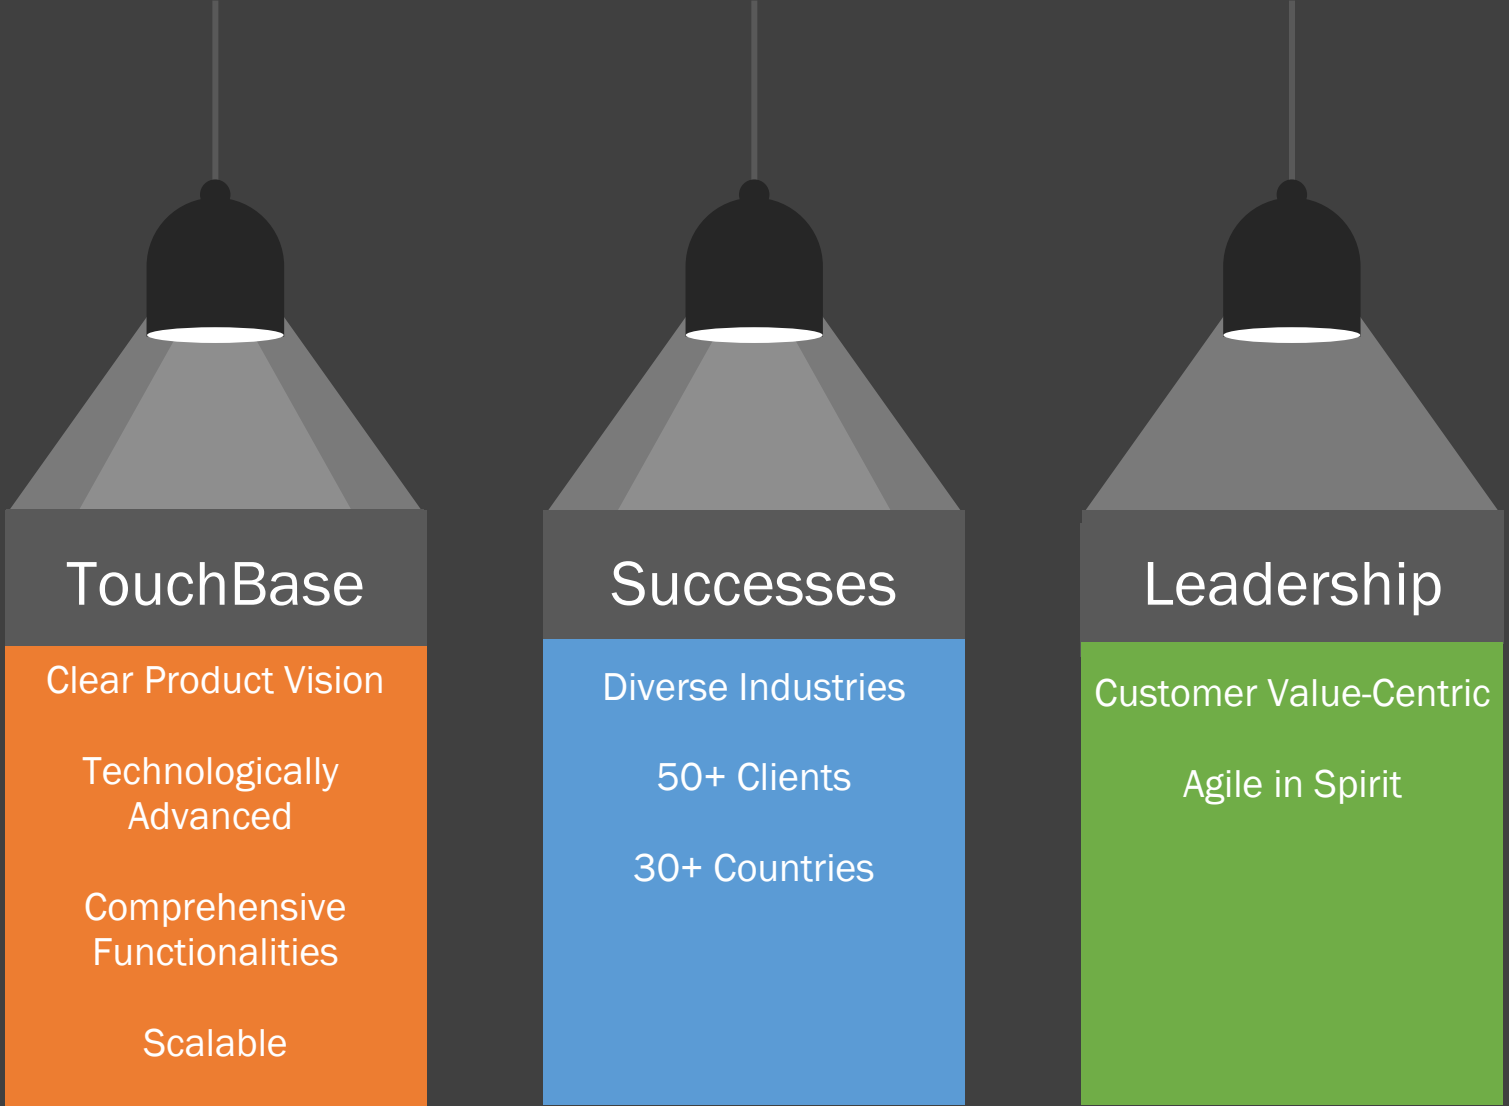 TouchBase
Clear Product Vision
Technologically
Advanced
Comprehensive
Functionalities
Scalable
Successes
Diverse Industries
50+ Clients
30+ Countries
Leadership
Customer Value-Centric
Agile in Spirit